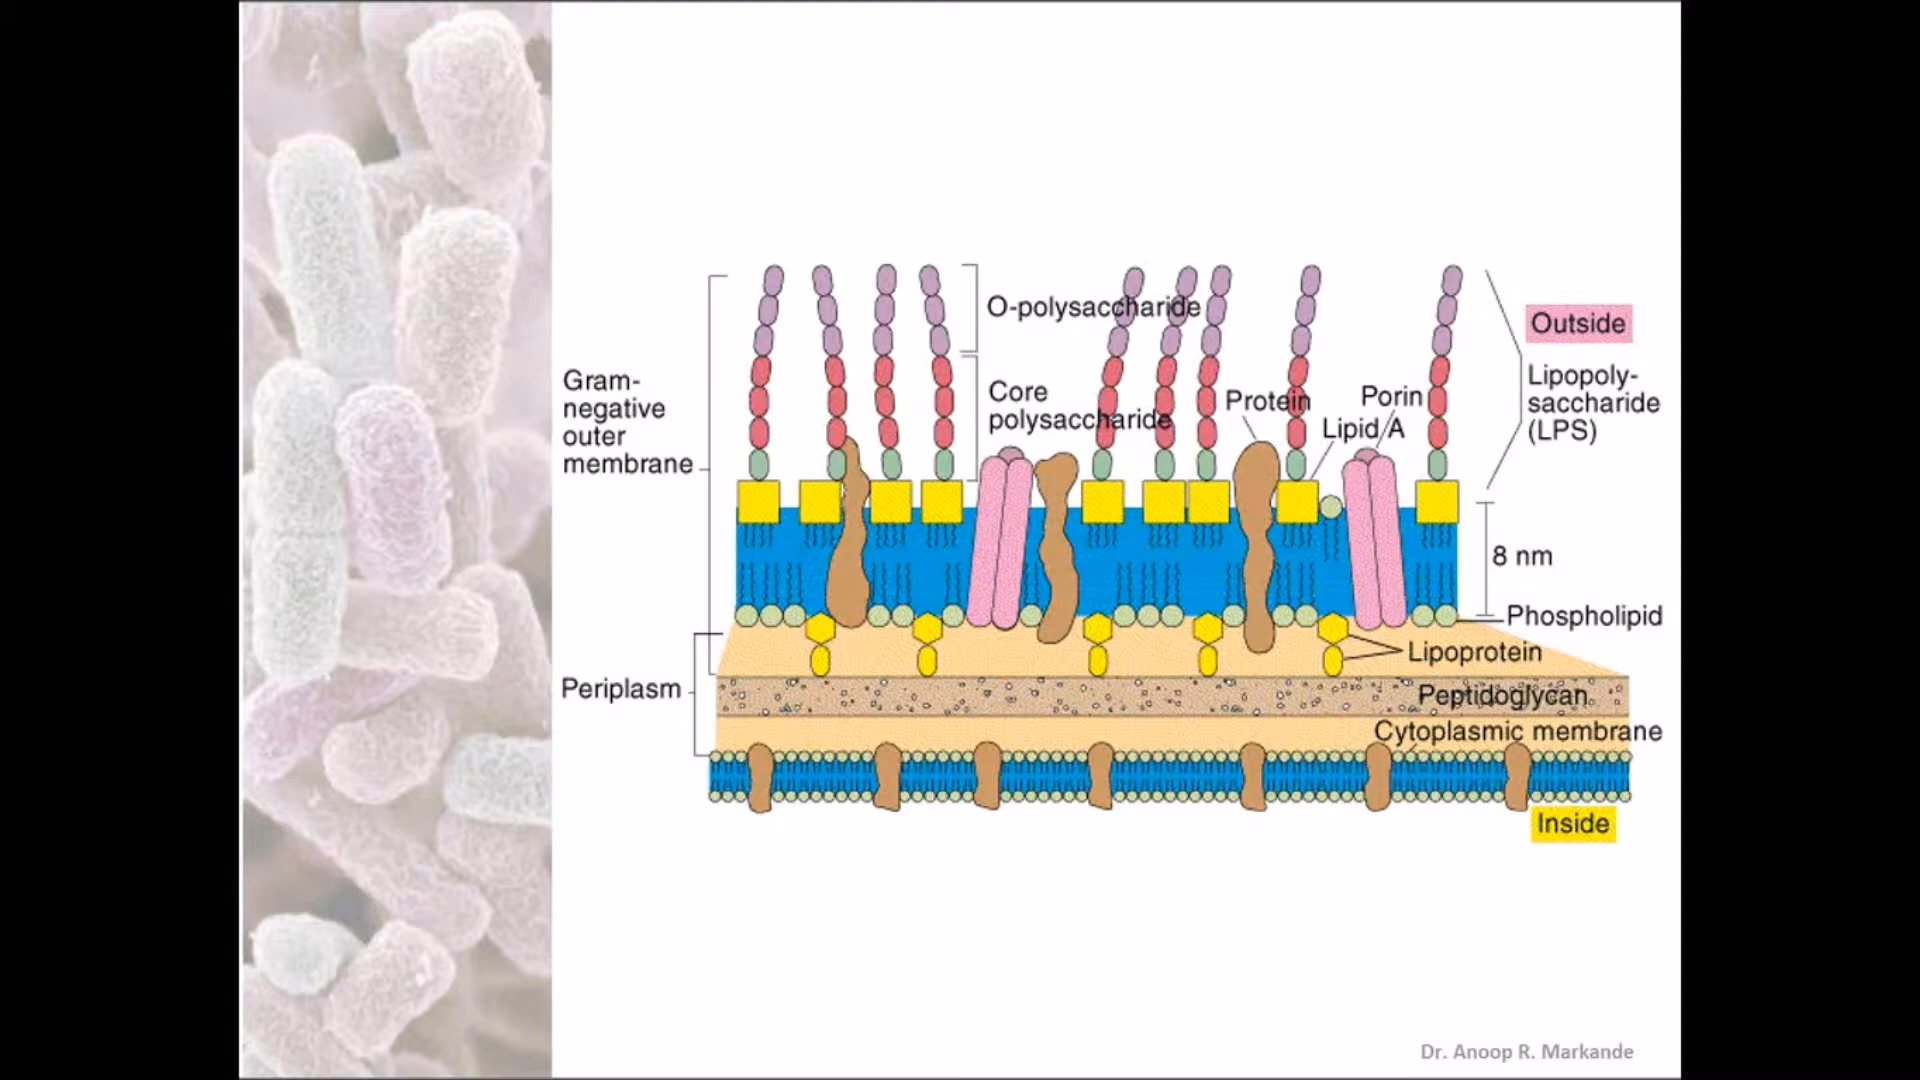 O-polysaccharide
Outside
Gram-
negative
outer
membrane
Core
polysaccharide
Protein
Porin
Lipid A
Lipopoly-
saccharide
(LPS)
8 nm
Phospholipid
Lipoprotein
Periplasm
Peptidoglycan
Cytoplasmic membrane
Inside
Dr. Anoop R. Markande